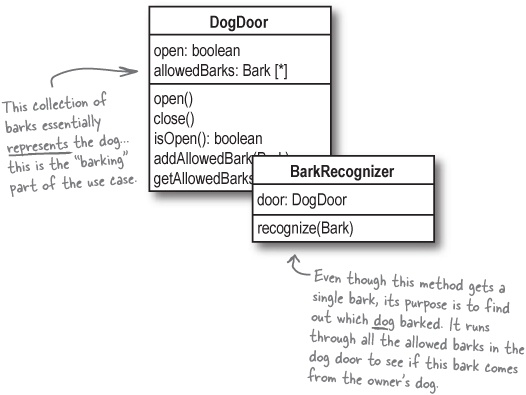 DogDoor
open: boolean
allowedBarks: Bark [*]
open()
close()
isOpen(): boolean
addAllowedBark(
getAllowedBarks
This collection of
barks essentially
represents the dog...
this is the "barking"
part of the use case.
BarkRecognizer
door: DogDoor
recognize(Bark)
Even though this method gets a
single bark, its purpose is to find
out which dog barked. It runs
through all the allowed barks in the
dog door to see if this bark comes
from the owner's dog.